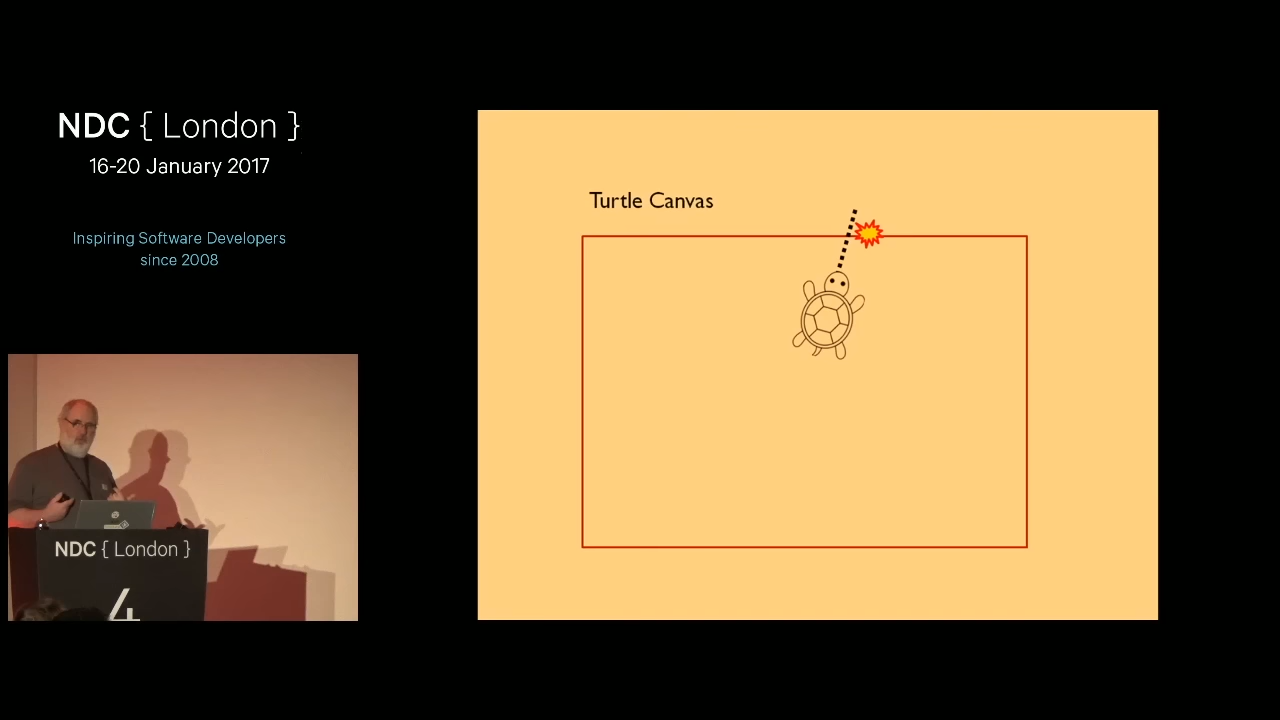 NDC { London }
16-20 January 2017
Inspiring Software Developers
since 2008
Turtle Canvas
NDC { London }
4